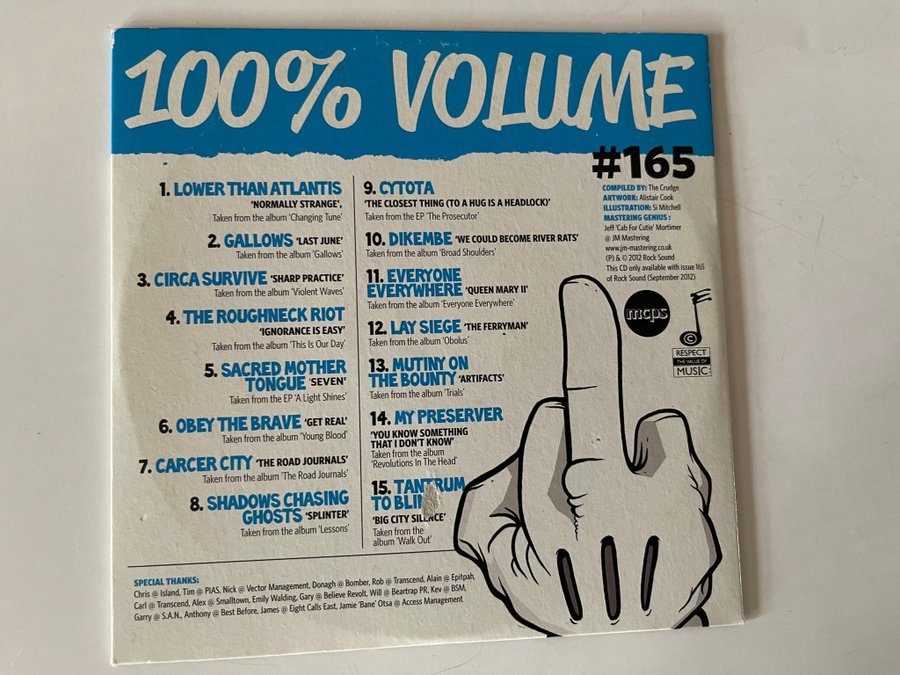 100% VOLUME
#165
1. LOWER THAN ATLANTIS
'NORMALLY STRANGE',
Taken from the album 'Changing Tune'
2. GALLOWS 'LAST JUNE'
Taken from the album 'Gallows'
3. CIRCA SURVIVE 'SHARP PRACTICE'
Taken from the album 'Violent Waves'
4. THE ROUGHNECK RIOT
'IGNORANCE IS EASY'
Taken from the album 'This Is Our Day'
5. SACRED MOTHER
TONGUE 'SEVEN'
Taken from the EP 'A Light Shines'
6. OBEY THE BRAVE 'GET REAL'
Taken from the album 'Young Blood'
7. CARCER CITY 'THE ROAD JOURNALS'
Taken from the album 'The Road Journals'
8. SHADOWS CHASING
GHOSTS 'SPLINTER'
Taken from the album 'Lessons'
9. CYTOTA
'THE CLOSEST THING (TO A HUG IS A HEADLOCK)'
Taken from the EP 'The Prosecutor'
10. DIKEMBE 'WE COULD BECOME RIVER RATS'
Taken from the album 'Broad Shoulders'
11. EVERYONE
EVERYWHERE 'QUEEN MARY II'
Taken from the album 'Everyone Everywhere'
12. LAY SIEGE 'THE FERRYMAN'
Taken from the album 'Obolus'
13. MUTINY ON
THE BOUNTY 'ARTIFACTS'
Taken from the album 'Trials'
14. MY PRESERVER
'YOU KNOW SOMETHING
THAT I DON'T KNOW'
Taken from the album
'Revolutions In The Head'
15. TANTRUM
TO BLIND
'BIG CITY SILENCE'
Taken from the
album 'Walk Out'
COMPILED BY: The Crudge
ARTWORK: Alistair Cook
ILLUSTRATION: Si Mitchell
MASTERING GENIUS :
Jeff 'Cab For Cutie' Mortimer
@ JM Mastering
www.jm-mastering.co.uk
(P) & © 2012 Rock Sound
This CD only available with issue 165
of Rock Sound (September 2012).
mcps
©
RESPECT
THE VALUE OF
MUSIC:
SPECIAL THANKS:
Chris @ Island, Tim @ PIAS, Nick @ Vector Management, Donagh @ Bomber, Rob @ Transcend, Alain @ Epitpah,
Carl @ Transcend, Alex @ Smalltown, Emily Walding, Gary @ Believe Revolt, Will @ Beartrap PR, Kev @ BSM,
Garry @ S.A.N., Anthony @ Best Before, James @ Eight Calls East, Jamie 'Bane' Otsa @ Access Management